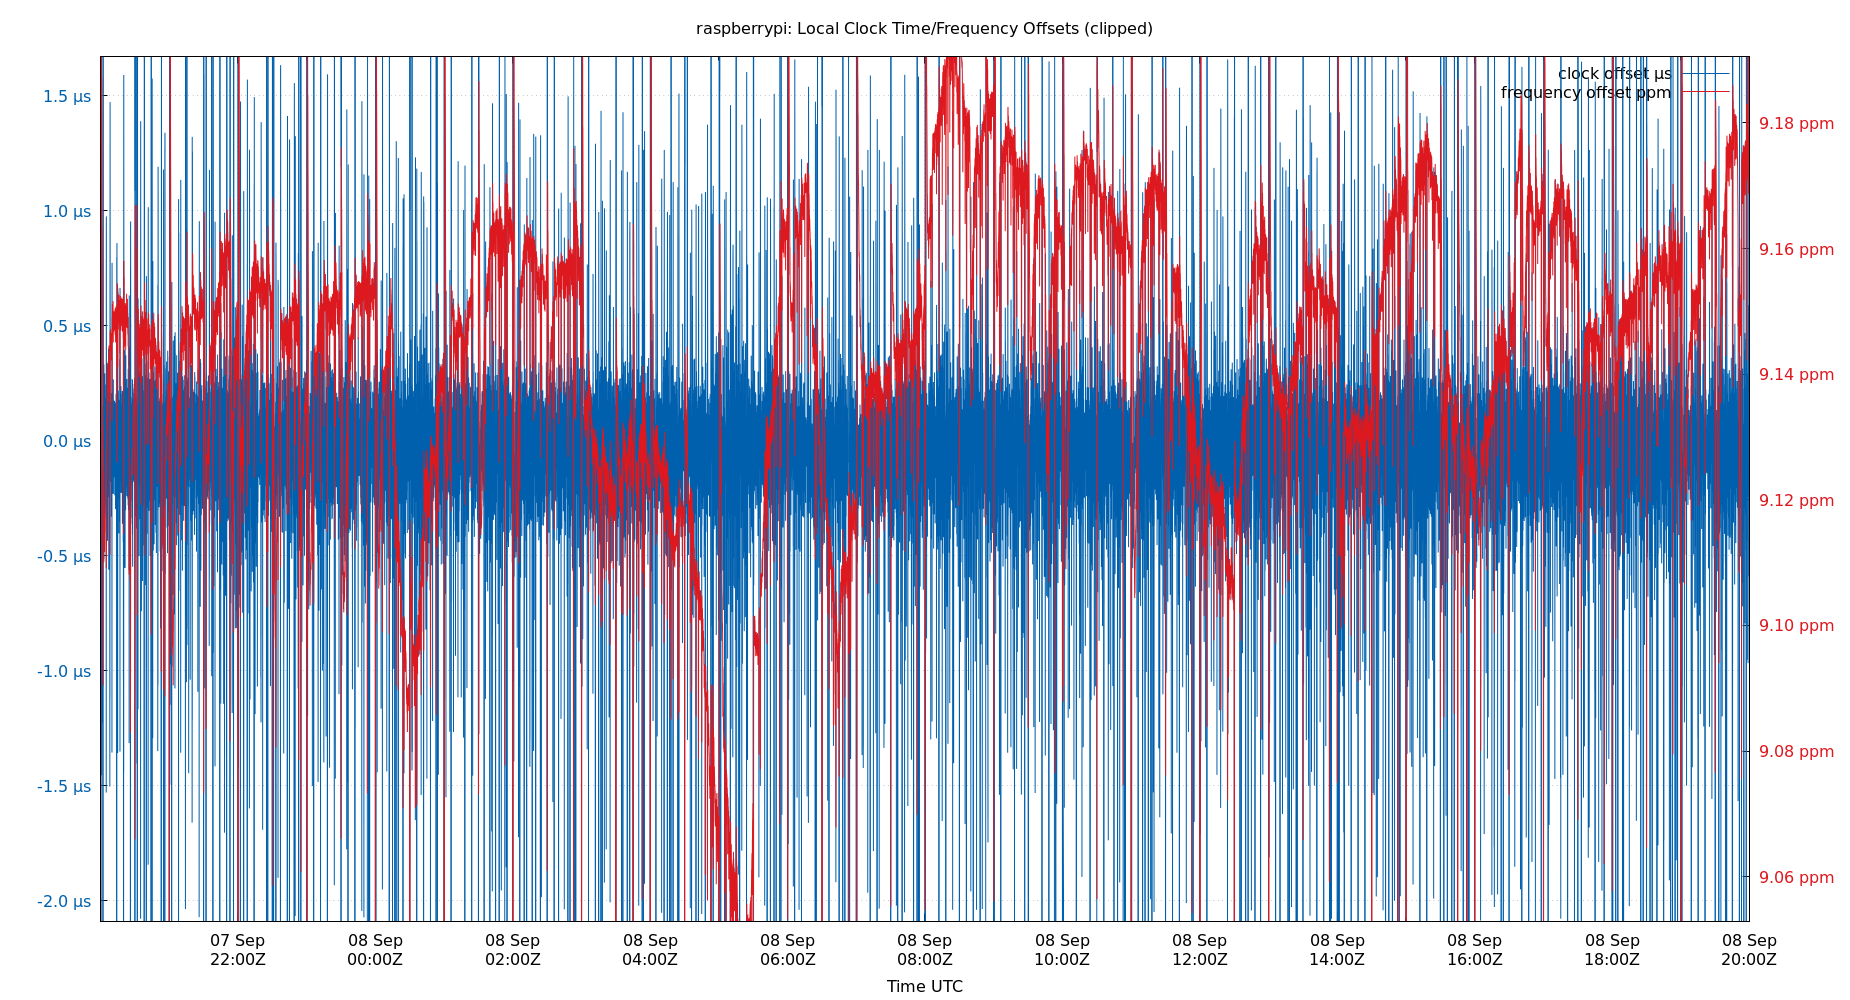 raspberrypi: Local Clock Time/Frequency Offsets (clipped)
clock offset µs
frequency offset ppm
1.5 µs
1.0 µs
0.5 µs
0.0 µs
-0.5 µs
-1.0 µs
-1.5 µs
-2.0 µs
9.18 ppm
9.16 ppm
9.14 ppm
9.12 ppm
9.10 ppm
9.08 ppm
9.06 ppm
07 Sep 08 Sep 08 Sep 08 Sep 08 Sep 08 Sep 08 Sep 08 Sep 08 Sep 08 Sep 08 Sep 08 Sep
22:00Z 00:00Z 02:00Z 04:00Z 06:00Z 08:00Z 10:00Z 12:00Z 14:00Z 16:00Z 18:00Z 20:00Z
Time UTC